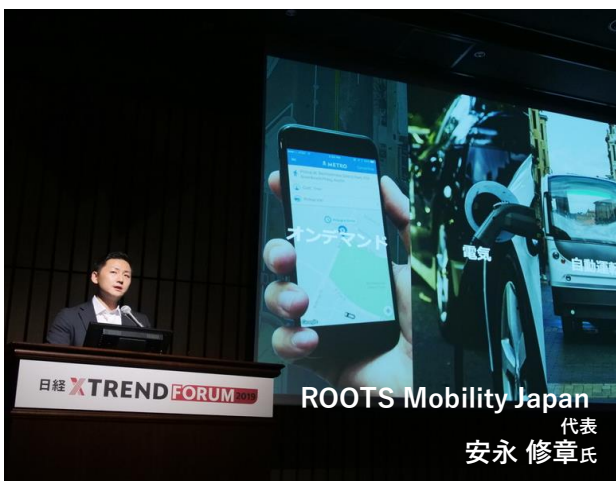 METRO
オンデマンド
電気
自動運転
日経 XTREND FORUM 2019
ROOTS Mobility Japan
代表
安永 修章氏